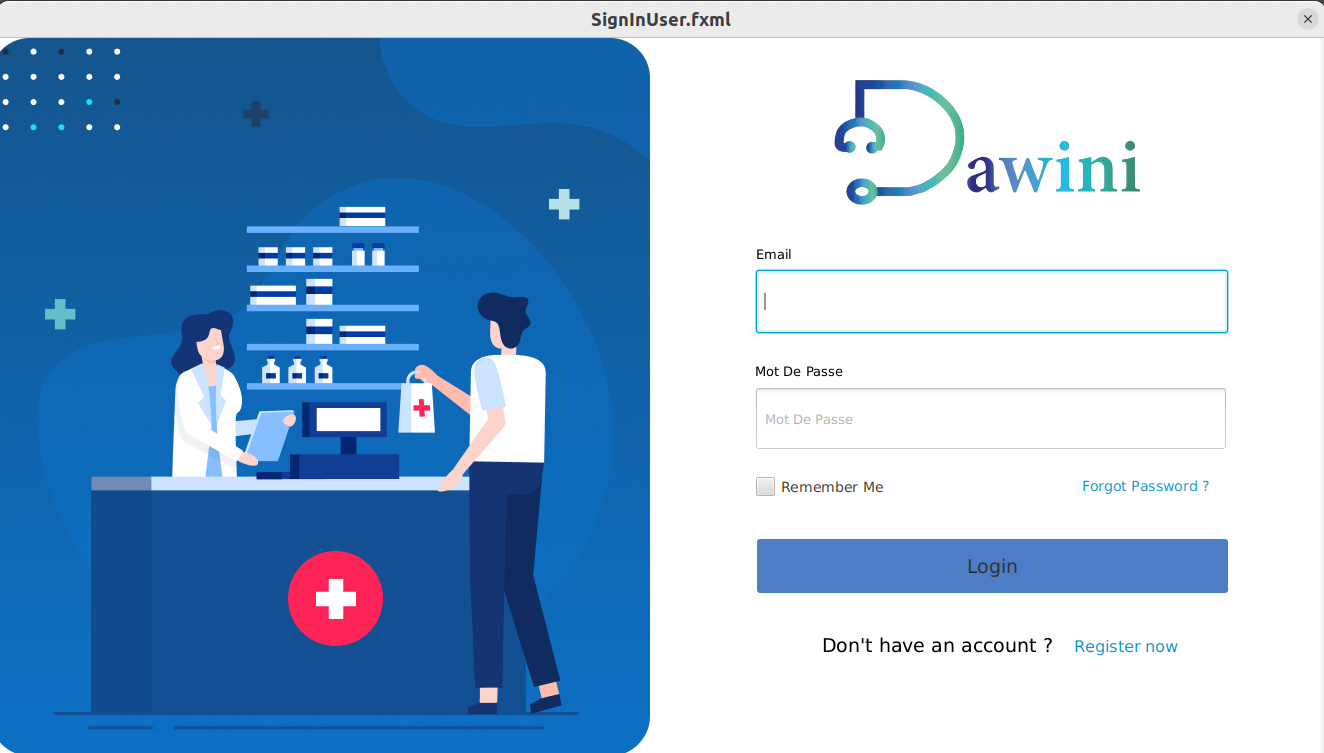 SignInUser.fxml
Dawini
Email
Mot De Passe
Mot De Passe
Remember Me
Forgot Password ?
Login
Don't have an account ? Register now